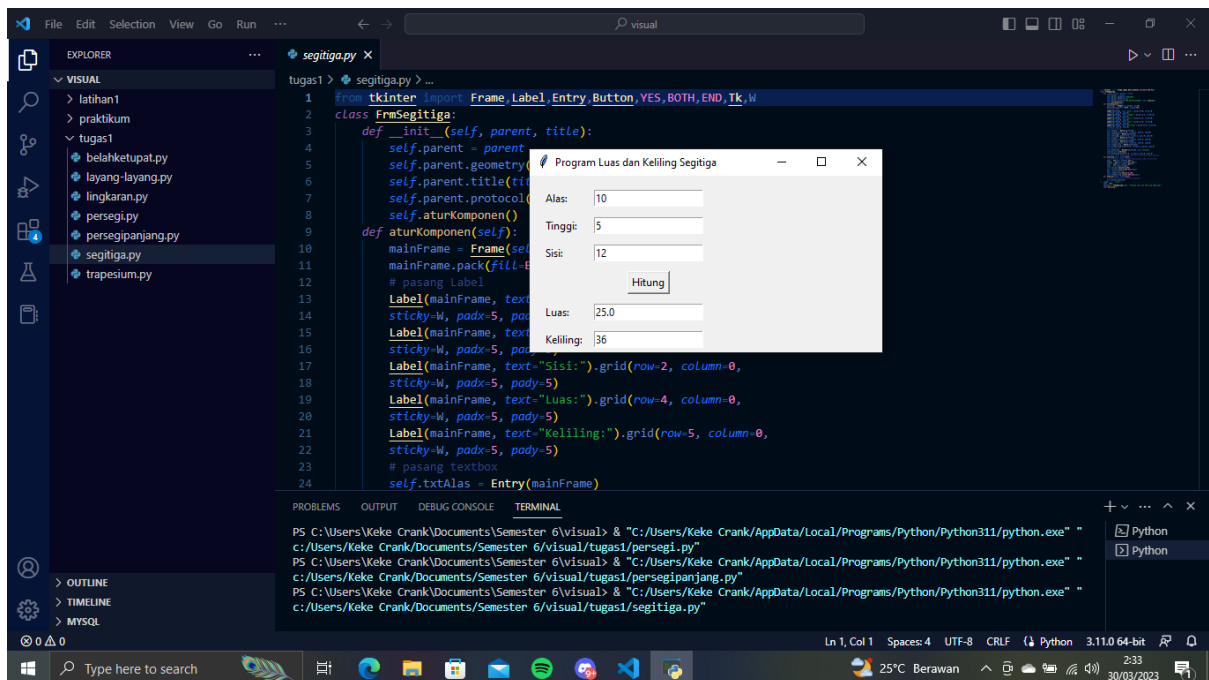 File Edit Selection View Go Run ··· visual
EXPLORER ···
VISUAL
latihan1
praktikum
tugas1
belahketupat.py
layang-layang.py
lingkaran.py
persegi.py
persegipanjang.py
segitiga.py
trapesium.py
4
OUTLINE
TIMELINE
MYSQL
segitiga.py
tugas1 > segitiga.py > ...
1 from tkinter import Frame,Label,Entry,Button,YES,BOTH,END,Tk,W
2 class FrmSegitiga:
3 def __init__(self, parent, title):
4 self.parent = parent
5 self.parent.geometry(
6 self.parent.title(tit
7 self.parent.protocol(
8 self.aturKomponen()
9 def aturKomponen(self):
10 mainFrame = Frame(sel
11 mainFrame.pack(fill=B
12 # pasang Label
13 Label(mainFrame, text
14 sticky=W, padx=5, pad
15 Label(mainFrame, text
16 sticky=W, padx=5, pady=5)
17 Label(mainFrame, text="Sisi:").grid(row=2, column=0,
18 sticky=W, padx=5, pady=5)
19 Label(mainFrame, text="Luas:").grid(row=4, column=0,
20 sticky=W, padx=5, pady=5)
21 Label(mainFrame, text="Keliling:").grid(row=5, column=0,
22 sticky=W, padx=5, pady=5)
23 # pasang textbox
24 self.txtAlas = Entry(mainFrame)
Program Luas dan Keliling Segitiga
Alas: 10
Tinggi: 5
Sisi: 12
Hitung
Luas: 25.0
Keliling: 36
PROBLEMS OUTPUT DEBUG CONSOLE TERMINAL
PS C:\Users\Keke Crank\Documents\Semester 6\visual> & "C:/Users/Keke Crank/AppData/Local/Programs/Python/Python311/python.exe" "
c:/Users/Keke Crank/Documents/Semester 6/visual/tugas1/persegi.py"
PS C:\Users\Keke Crank\Documents\Semester 6\visual> & "C:/Users/Keke Crank/AppData/Local/Programs/Python/Python311/python.exe" "
c:/Users/Keke Crank/Documents/Semester 6/visual/tugas1/persegipanjang.py"
PS C:\Users\Keke Crank\Documents\Semester 6\visual> & "C:/Users/Keke Crank/AppData/Local/Programs/Python/Python311/python.exe" "
c:/Users/Keke Crank/Documents/Semester 6/visual/tugas1/segitiga.py"
Python
Python
0 0 Ln 1, Col 1 Spaces: 4 UTF-8 CRLF Python 3.11.0 64-bit
Type here to search
25°C Berawan
2:33
30/03/2023
1